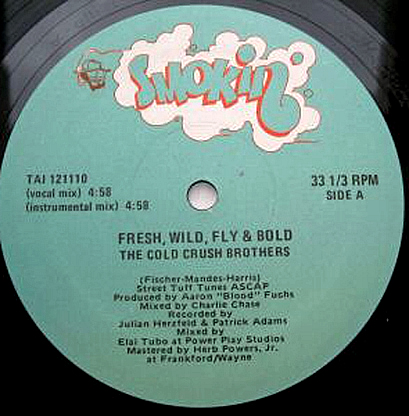 Smokin'
TAI 121110
(vocal mix) 4:58
(instrumental mix) 4:58
33 1/3 RPM
SIDE A
FRESH, WILD, FLY & BOLD
THE COLD CRUSH BROTHERS
(Fischer-Mandes-Harris)
Street Tuff Tunes ASCAP
Produced by Aaron "Blood" Fuchs
Mixed by Charlie Chase
Recorded by
Julian Herzfeld & Patrick Adams
Mixed by
Elai Tubo at Power Play Studios
Mastered by Herb Powers, Jr.
at Frankford/Wayne